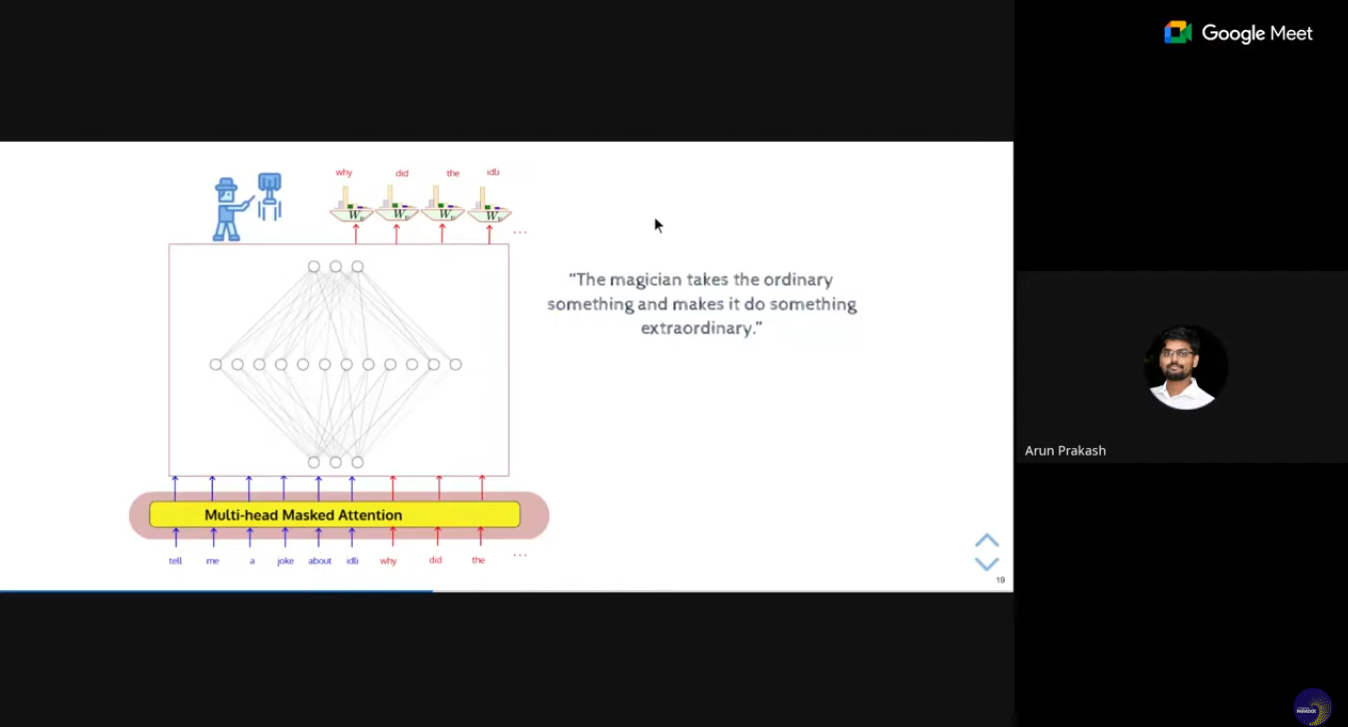 Google Meet
why did the idli
W_v W_v W_v W_v
...
"The magician takes the ordinary
something and makes it do something
extraordinary."
Multi-head Masked Attention
tell me a joke about idli why did the ...
19
Arun Prakash
PARADOX